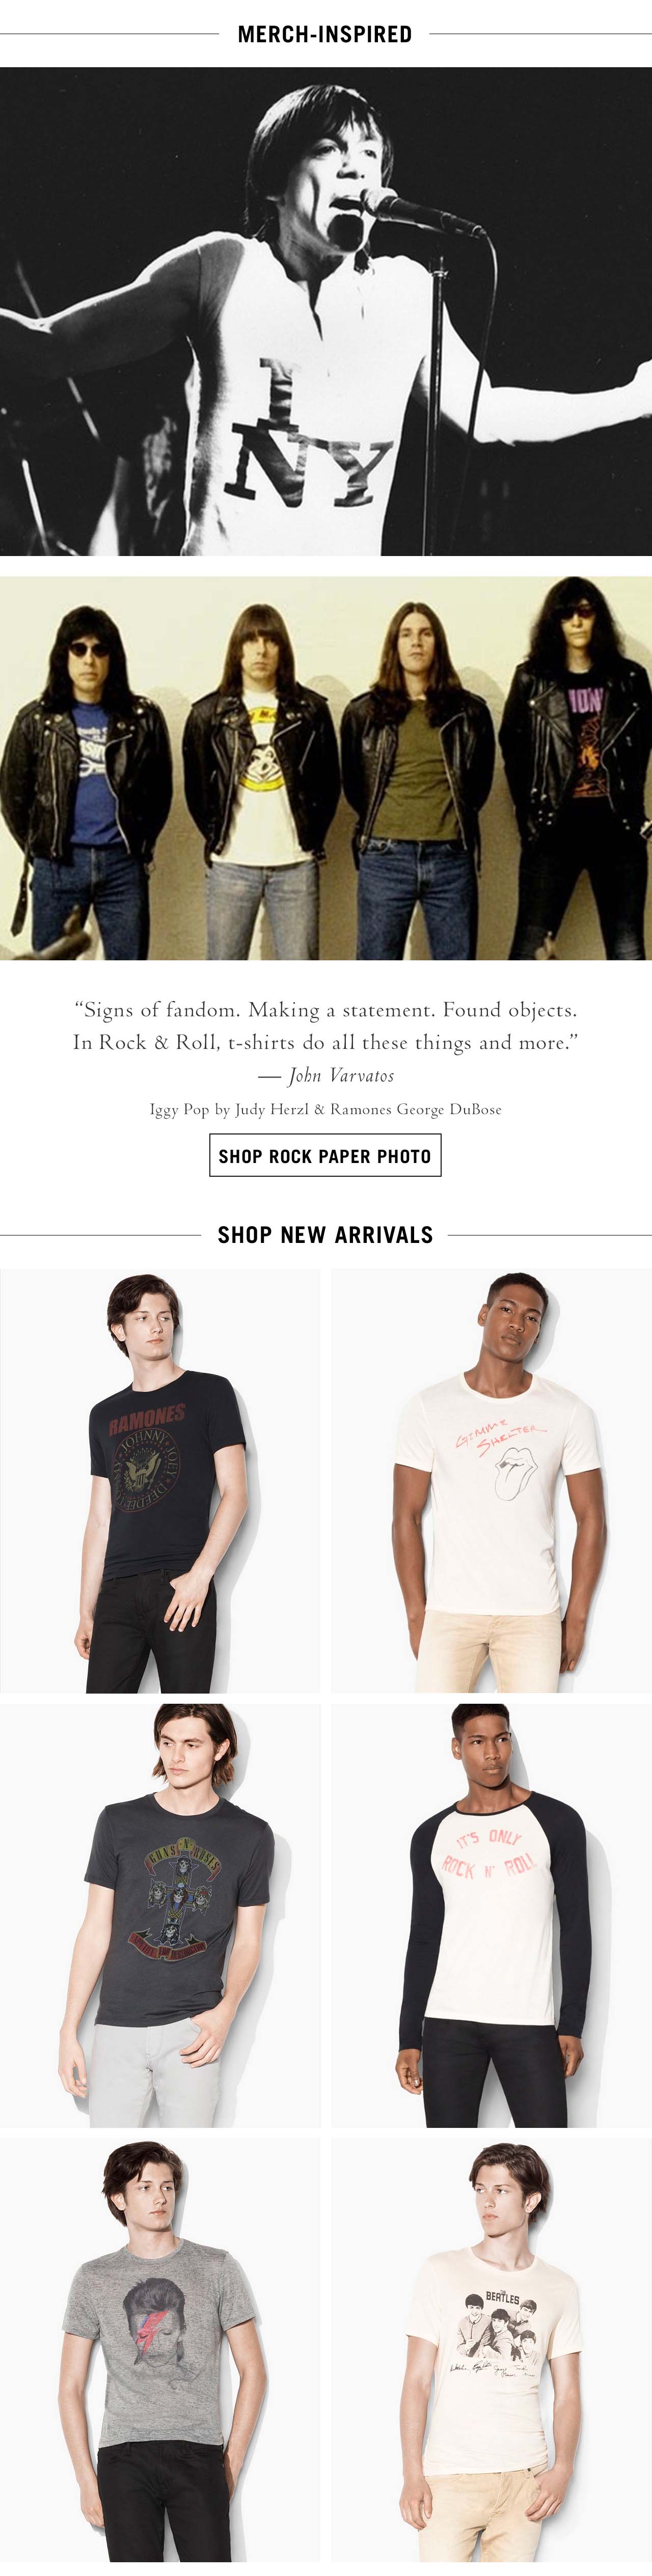 MERCH-INSPIRED
I
NY
“Signs of fandom. Making a statement. Found objects.
In Rock & Roll, t-shirts do all these things and more.”
— John Varvatos
Iggy Pop by Judy Herzl & Ramones George DuBose
SHOP ROCK PAPER PHOTO
SHOP NEW ARRIVALS
RAMONES
JOHNNY JOEY DEEDEE
GIMME
SHELTER
GUNS N' ROSES
IT'S ONLY
ROCK N' ROLL
THE
BEATLES